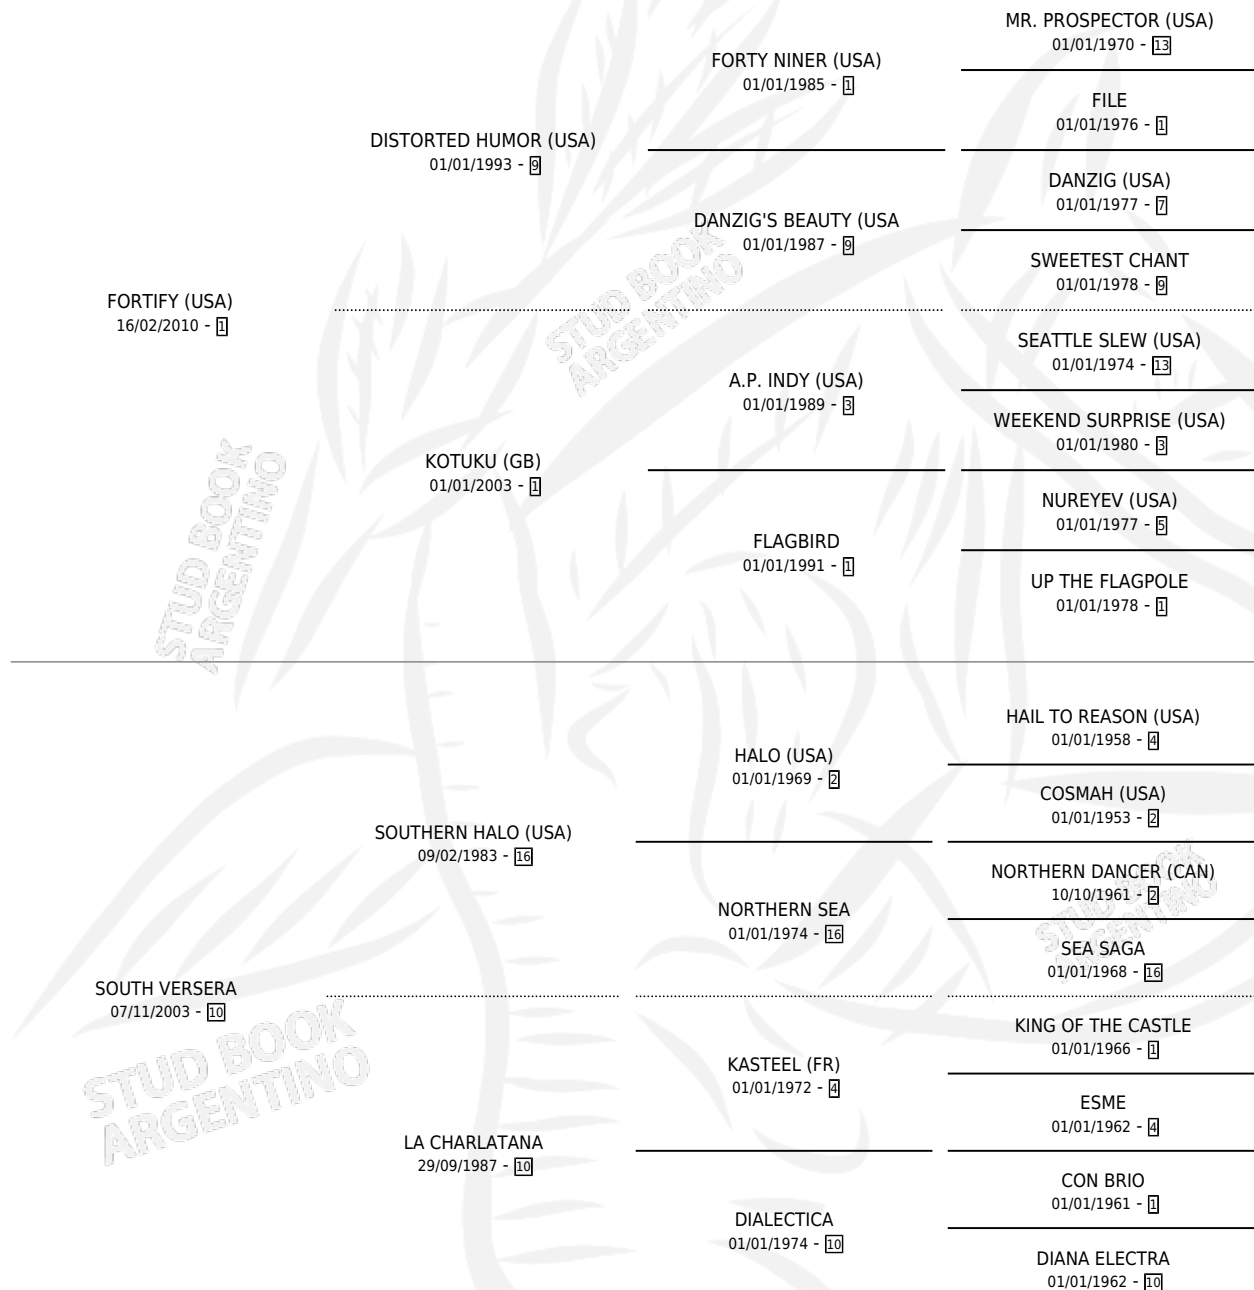 MR. PROSPECTOR (USA)
01/01/1970 - 13
FORTY NINER (USA)
01/01/1985 - 1
FILE
01/01/1976 - 1
DISTORTED HUMOR (USA)
01/01/1993 - 9
DANZIG (USA)
01/01/1977 - 7
DANZIG'S BEAUTY (USA
01/01/1987 - 9
SWEETEST CHANT
01/01/1978 - 9
FORTIFY (USA)
16/02/2010 - 1
SEATTLE SLEW (USA)
01/01/1974 - 13
A.P. INDY (USA)
01/01/1989 - 3
WEEKEND SURPRISE (USA)
01/01/1980 - 3
KOTUKU (GB)
01/01/2003 - 1
NUREYEV (USA)
01/01/1977 - 5
FLAGBIRD
01/01/1991 - 1
UP THE FLAGPOLE
01/01/1978 - 1
HAIL TO REASON (USA)
01/01/1958 - 4
HALO (USA)
01/01/1969 - 2
COSMAH (USA)
01/01/1953 - 2
SOUTHERN HALO (USA)
09/02/1983 - 16
NORTHERN DANCER (CAN)
10/10/1961 - 2
NORTHERN SEA
01/01/1974 - 16
SEA SAGA
01/01/1968 - 16
SOUTH VERSERA
07/11/2003 - 10
KING OF THE CASTLE
01/01/1966 - 1
KASTEEL (FR)
01/01/1972 - 4
ESME
01/01/1962 - 4
LA CHARLATANA
29/09/1987 - 10
CON BRIO
01/01/1961 - 1
DIALECTICA
01/01/1974 - 10
DIANA ELECTRA
01/01/1962 - 10
STUD BOOK
ARGENTINO
STUD BOOK
ARGENTINO
STUD BOOK
ARGENTINO
STUD BOOK
ARGENTINO